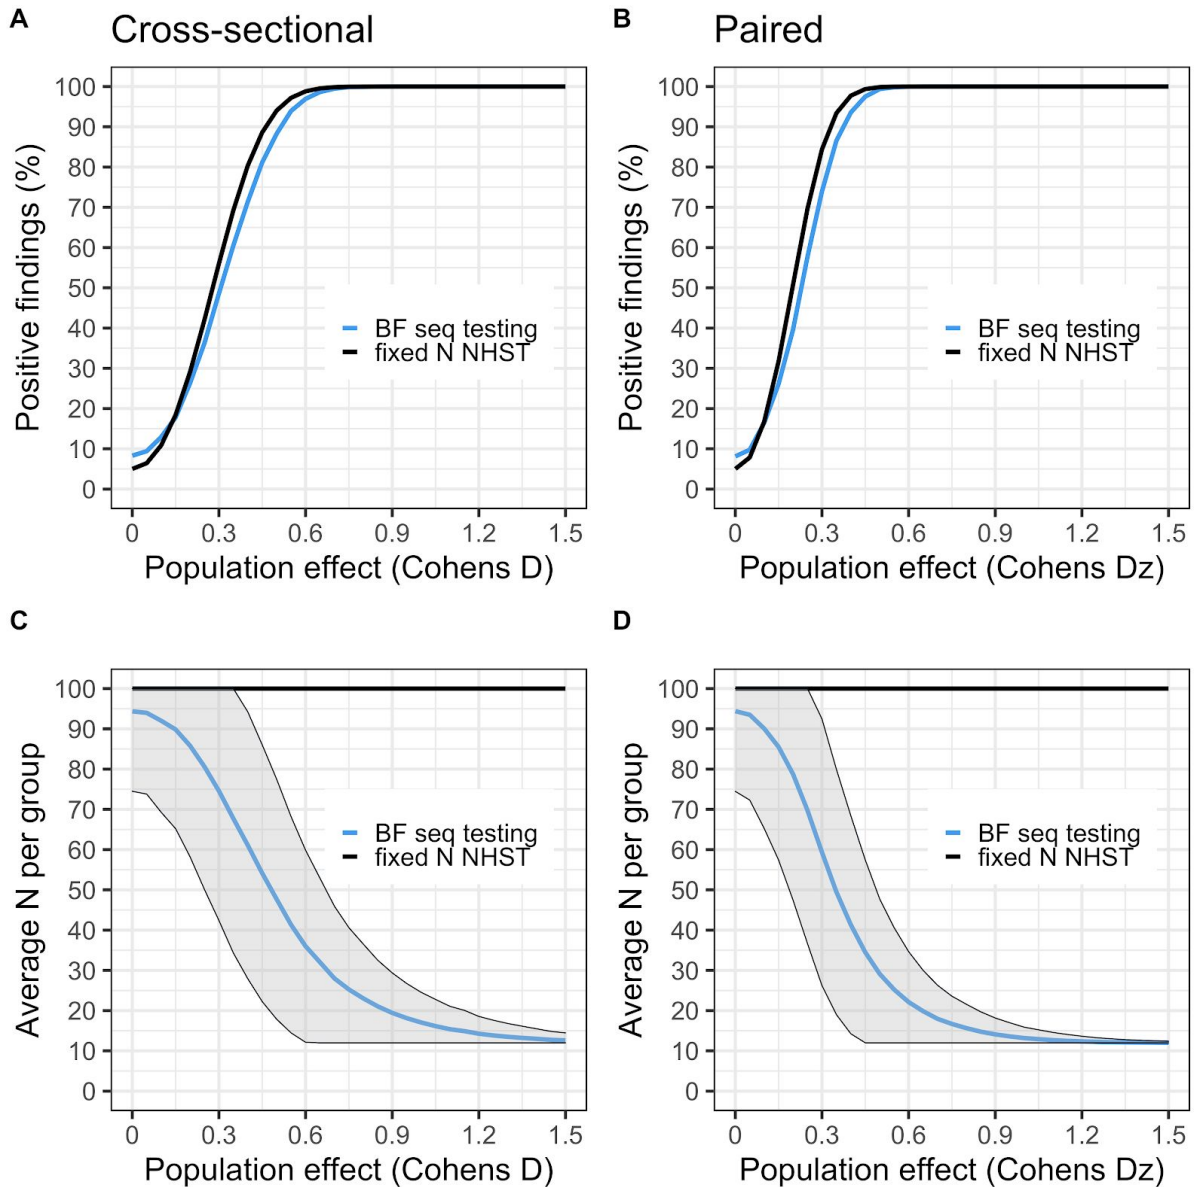 A
Cross-sectional
Positive findings (%)
100
90
80
70
60
50
40
30
20
10
0
BF seq testing
fixed N NHST
0 0.3 0.6 0.9 1.2 1.5
Population effect (Cohens D)
B
Paired
Positive findings (%)
100
90
80
70
60
50
40
30
20
10
0
BF seq testing
fixed N NHST
0 0.3 0.6 0.9 1.2 1.5
Population effect (Cohens Dz)
C
Average N per group
100
90
80
70
60
50
40
30
20
10
0
BF seq testing
fixed N NHST
0 0.3 0.6 0.9 1.2 1.5
Population effect (Cohens D)
D
Average N per group
100
90
80
70
60
50
40
30
20
10
0
BF seq testing
fixed N NHST
0 0.3 0.6 0.9 1.2 1.5
Population effect (Cohens Dz)